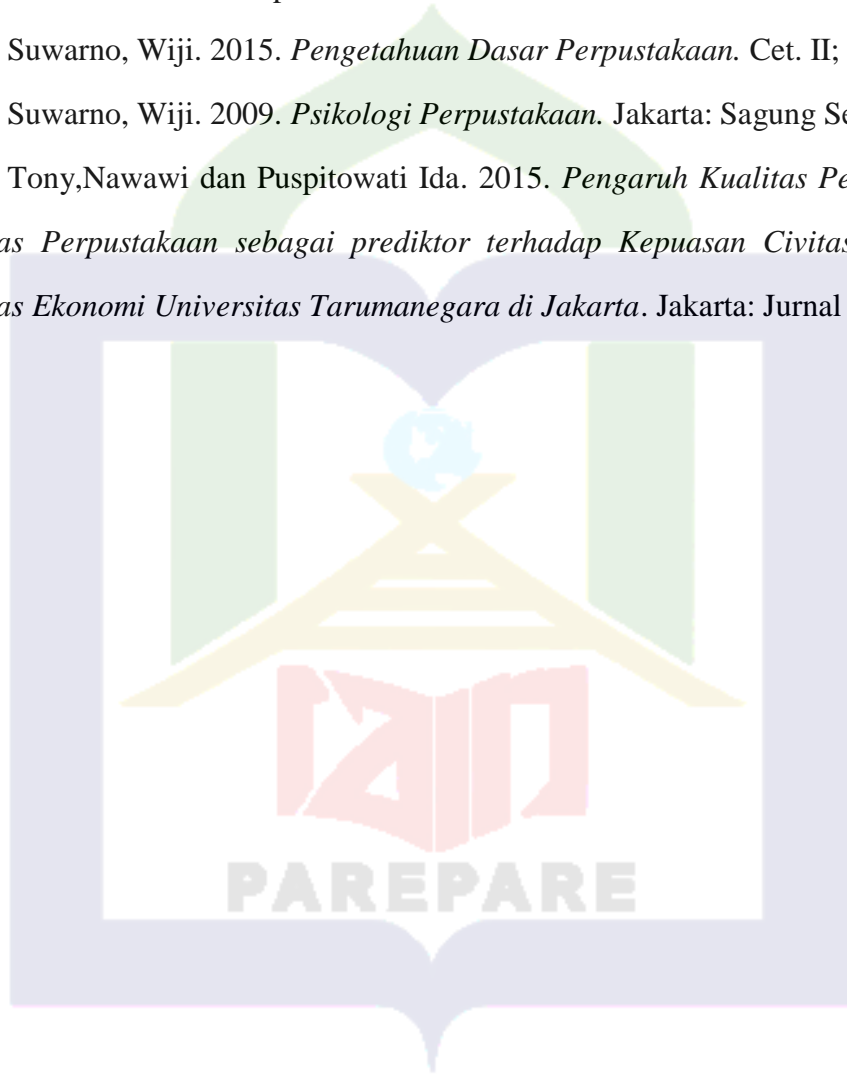 Suwarno, Wiji. 2015. Pengetahuan Dasar Perpustakaan. Cet. II;
Suwarno, Wiji. 2009. Psikologi Perpustakaan. Jakarta: Sagung Se
Tony,Nawawi dan Puspitowati Ida. 2015. Pengaruh Kualitas Pe
as Perpustakaan sebagai prediktor terhadap Kepuasan Civitas
as Ekonomi Universitas Tarumanegara di Jakarta. Jakarta: Jurnal
iain
PAREPARE